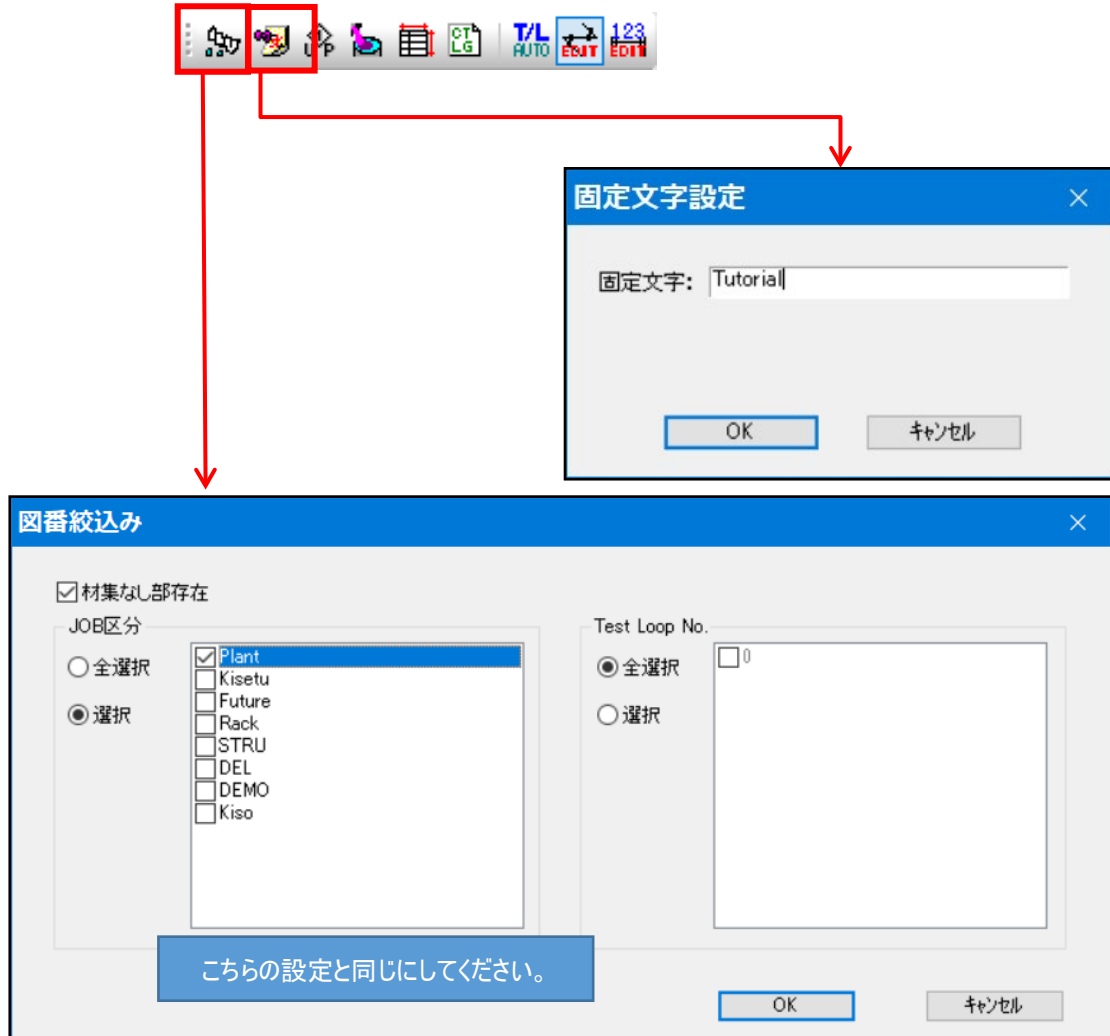 CT
LG
T/L
AUTO
EDIT
123
EDIT
固定文字設定
固定文字:
Tutorial
OK
キャンセル
図番絞込み
材集なし部存在
JOB区分
全選択
選択
Plant
Kisetu
Future
Rack
STRU
DEL
DEMO
Kiso
Test Loop No.
全選択
選択
0
こちらの設定と同じにしてください。
OK
キャンセル